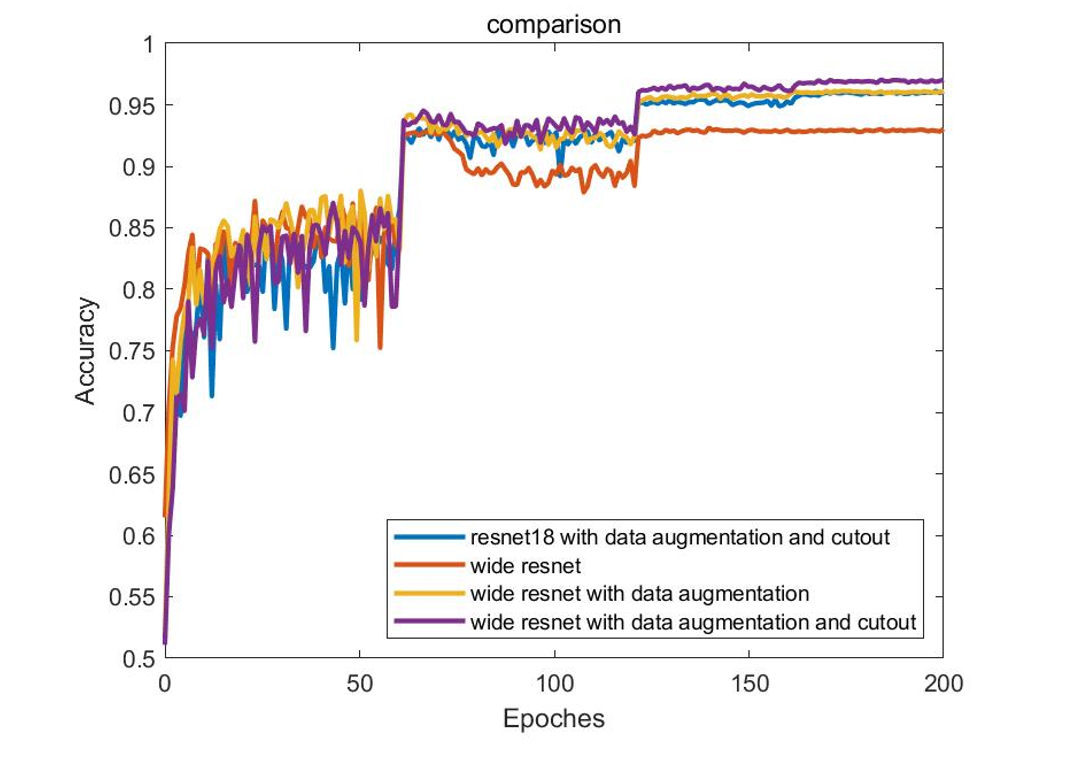 comparison
1
0.95
0.9
0.85
0.8
0.75
0.7
0.65
0.6
0.55
0.5
Accuracy
resnet18 with data augmentation and cutout
wide resnet
wide resnet with data augmentation
wide resnet with data augmentation and cutout
0 50 100 150 200
Epoches